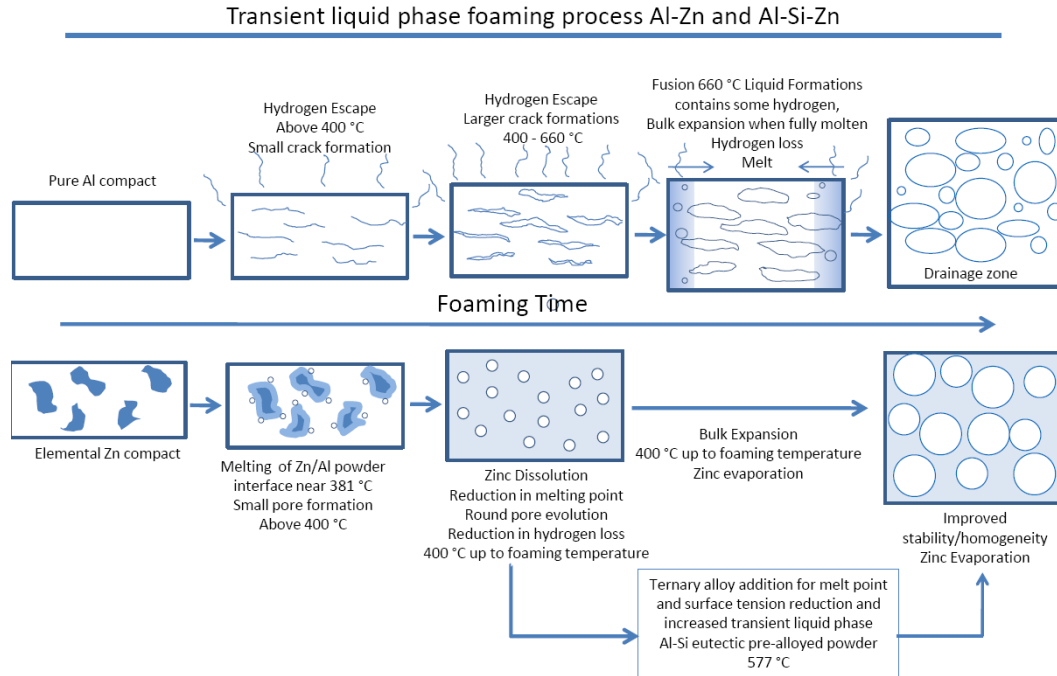 Transient liquid phase foaming process Al-Zn and Al-Si-Zn
Pure Al compact
Hydrogen Escape
Above 400 °C
Small crack formation
Hydrogen Escape
Larger crack formations
400 - 660 °C
Fusion 660 °C Liquid Formations
contains some hydrogen,
Bulk expansion when fully molten
Hydrogen loss
Melt
Drainage zone
Foaming Time
Elemental Zn compact
Melting of Zn/Al powder
interface near 381 °C
Small pore formation
Above 400 °C
Zinc Dissolution
Reduction in melting point
Round pore evolution
Reduction in hydrogen loss
400 °C up to foaming temperature
Bulk Expansion
400 °C up to foaming temperature
Zinc evaporation
Improved
stability/homogeneity
Zinc Evaporation
Ternary alloy addition for melt point
and surface tension reduction and
increased transient liquid phase
Al-Si eutectic pre-alloyed powder
577 °C